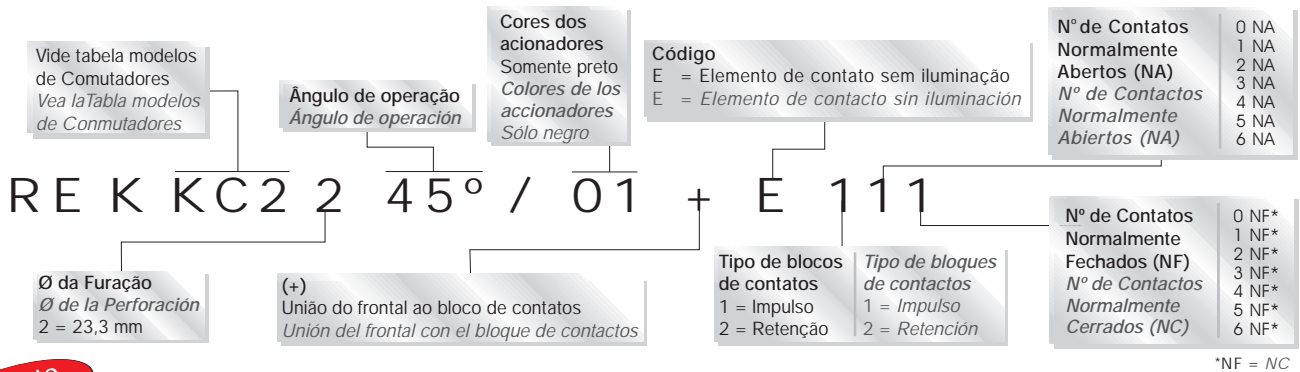 Vide tabela modelos
de Comutadores
Vea laTabla modelos
de Conmutadores
Ângulo de operação
Ángulo de operación
Cores dos
acionadores
Somente preto
Colores de los
accionadores
Sólo negro
Código
E = Elemento de contato sem iluminação
E = Elemento de contacto sin iluminación
Nº de Contatos
Normalmente
Abertos (NA)
Nº de Contactos
Normalmente
Abiertos (NA)
0 NA
1 NA
2 NA
3 NA
4 NA
5 NA
6 NA
REK KC2 2 45º / 01 + E 111
Ø da Furação
Ø de la Perforación
2 = 23,3 mm
(+)
União do frontal ao bloco de contatos
Unión del frontal con el bloque de contactos
Tipo de blocos
de contatos
1 = Impulso
2 = Retenção
Tipo de bloques
de contactos
1 = Impulso
2 = Retención
Nº de Contatos
Normalmente
Fechados (NF)
Nº de Contactos
Normalmente
Cerrados (NC)
0 NF*
1 NF*
2 NF*
3 NF*
4 NF*
5 NF*
6 NF*
*NF = NC